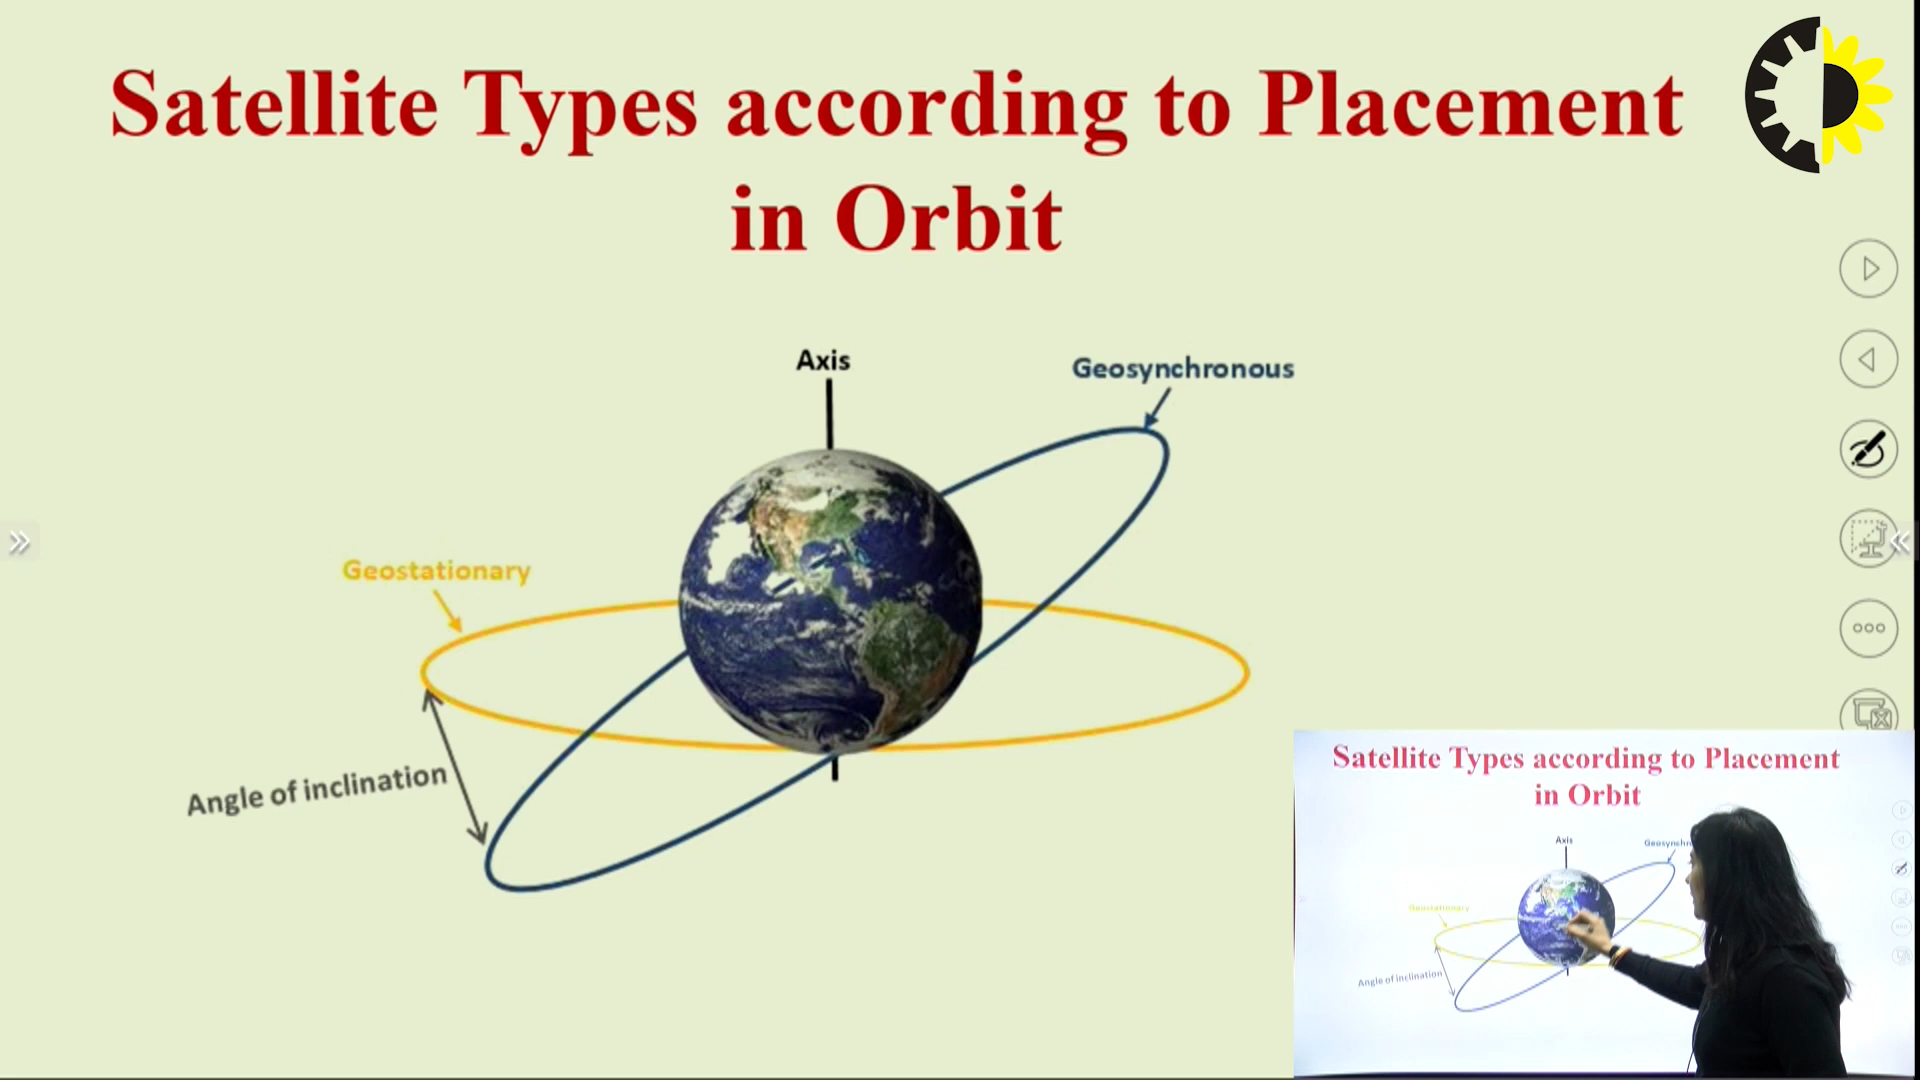 Satellite Types according to Placement
in Orbit
Axis
Geosynchronous
Geostationary
Angle of inclination
Satellite Types according to Placement
in Orbit
Axis
Geosynchr
Geostationary
Angle of inclination